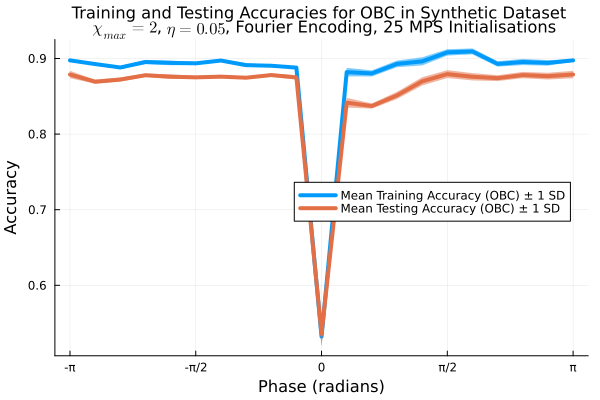 Training and Testing Accuracies for OBC in Synthetic Dataset
χmax = 2, η = 0.05, Fourier Encoding, 25 MPS Initialisations
0.9
0.8
Accuracy
0.7
Mean Training Accuracy (OBC) ± 1 SD
Mean Testing Accuracy (OBC) ± 1 SD
0.6
-π
-π/2
0
π/2
π
Phase (radians)